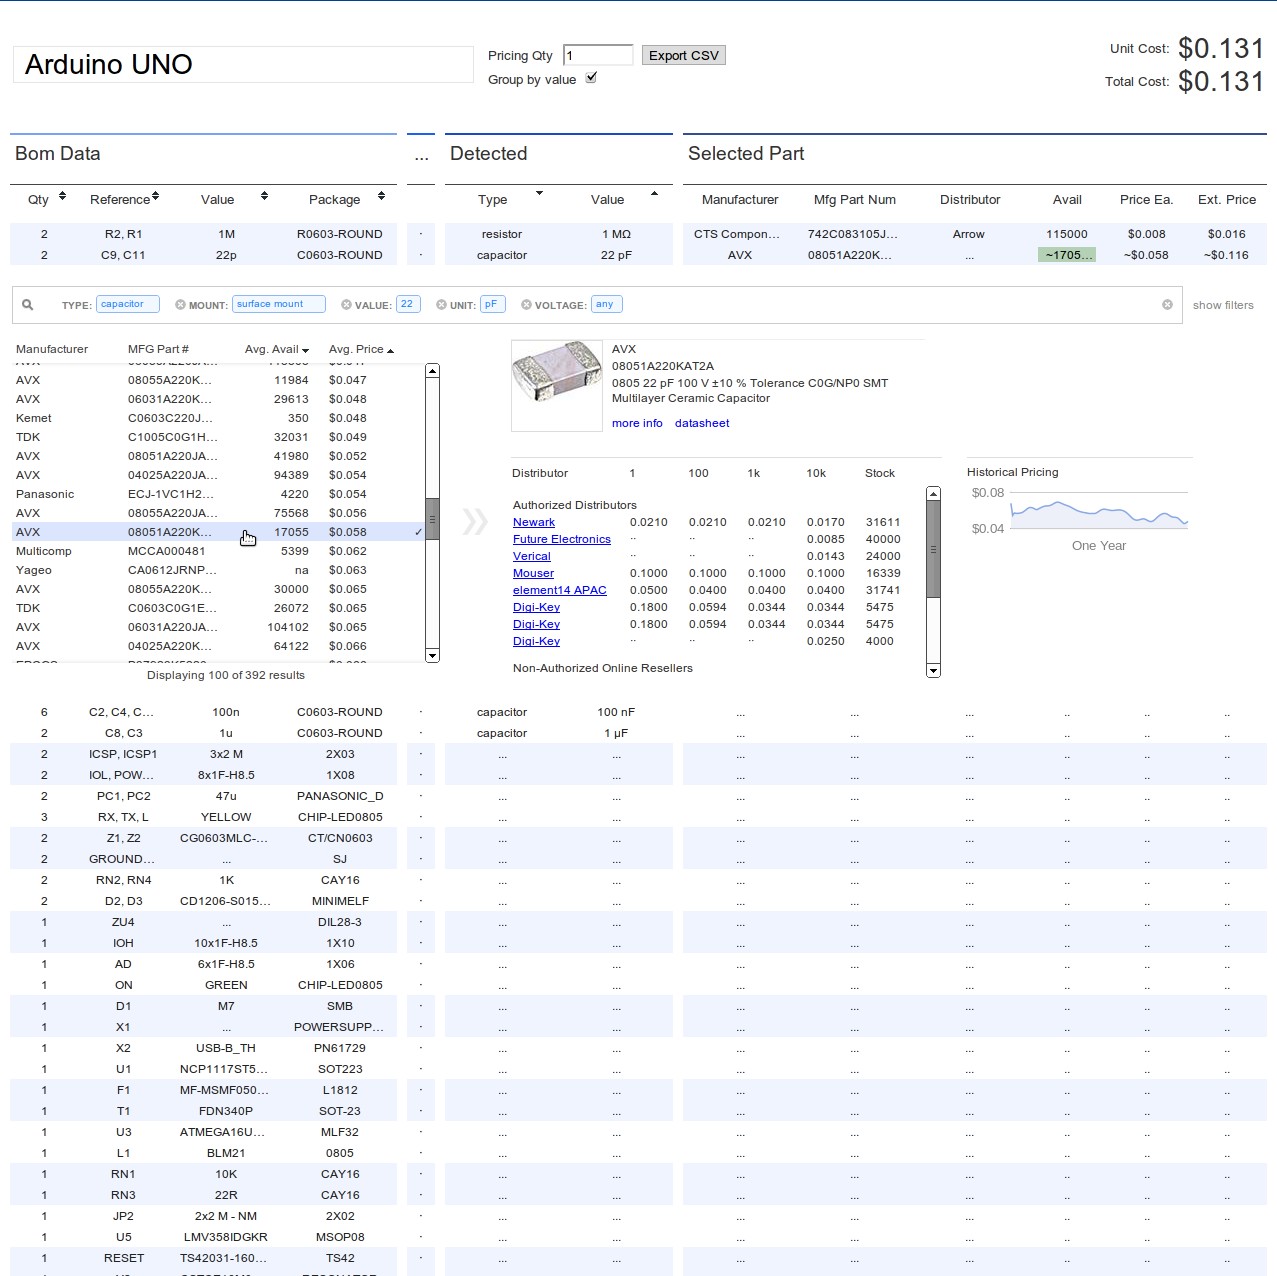 Arduino UNO
Pricing Qty 1 Export CSV
Group by value
Unit Cost: $0.131
Total Cost: $0.131
Bom Data ... Detected Selected Part
Qty Reference Value Package Type Value Manufacturer Mfg Part Num Distributor Avail Price Ea. Ext. Price
2 R2, R1 1M R0603-ROUND · resistor 1 MΩ CTS Compon... 742C083105J... Arrow 115000 $0.008 $0.016
2 C9, C11 22p C0603-ROUND · capacitor 22 pF AVX 08051A220K... ... ~1705... ~$0.058 ~$0.116
TYPE: capacitor MOUNT: surface mount VALUE: 22 UNIT: pF VOLTAGE: any show filters
Manufacturer MFG Part # Avg. Avail Avg. Price
AVX 08055A220K... 11984 $0.047
AVX 06031A220K... 29613 $0.048
Kemet C0603C220J... 350 $0.048
TDK C1005C0G1H... 32031 $0.049
AVX 08051A220JA... 41980 $0.052
AVX 04025A220JA... 94389 $0.054
Panasonic ECJ-1VC1H2... 4220 $0.054
AVX 08055A220JA... 75568 $0.056
AVX 08051A220K... 17055 $0.058 ✓
Multicomp MCCA000481 5399 $0.062
Yageo CA0612JRNP... na $0.063
AVX 08055A220K... 30000 $0.065
TDK C0603C0G1E... 26072 $0.065
AVX 06031A220JA... 104102 $0.065
AVX 04025A220K... 64122 $0.066
Displaying 100 of 392 results
AVX
08051A220KAT2A
0805 22 pF 100 V ±10 % Tolerance C0G/NP0 SMT
Multilayer Ceramic Capacitor
more info datasheet
Distributor 1 100 1k 10k Stock
Authorized Distributors
Newark 0.0210 0.0210 0.0210 0.0170 31611
Future Electronics .. .. .. 0.0085 40000
Verical .. .. .. 0.0143 24000
Mouser 0.1000 0.1000 0.1000 0.1000 16339
element14 APAC 0.0500 0.0400 0.0400 0.0400 31741
Digi-Key 0.1800 0.0594 0.0344 0.0344 5475
Digi-Key 0.1800 0.0594 0.0344 0.0344 5475
Digi-Key .. .. .. 0.0250 4000
Non-Authorized Online Resellers
Historical Pricing
$0.08
$0.04
One Year
6 C2, C4, C... 100n C0603-ROUND · capacitor 100 nF ... ... ... .. .. ..
2 C8, C3 1u C0603-ROUND · capacitor 1 µF ... ... ... .. .. ..
2 ICSP, ICSP1 3x2 M 2X03 · ... ... ... ... ... .. .. ..
2 IOL, POW... 8x1F-H8.5 1X08 · ... ... ... ... ... .. .. ..
2 PC1, PC2 47u PANASONIC_D · ... ... ... ... ... .. .. ..
3 RX, TX, L YELLOW CHIP-LED0805 · ... ... ... ... ... .. .. ..
2 Z1, Z2 CG0603MLC-... CT/CN0603 · ... ... ... ... ... .. .. ..
2 GROUND... ... SJ · ... ... ... ... ... .. .. ..
2 RN2, RN4 1K CAY16 · ... ... ... ... ... .. .. ..
2 D2, D3 CD1206-S015... MINIMELF · ... ... ... ... ... .. .. ..
1 ZU4 ... DIL28-3 · ... ... ... ... ... .. .. ..
1 IOH 10x1F-H8.5 1X10 · ... ... ... ... ... .. .. ..
1 AD 6x1F-H8.5 1X06 · ... ... ... ... ... .. .. ..
1 ON GREEN CHIP-LED0805 · ... ... ... ... ... .. .. ..
1 D1 M7 SMB · ... ... ... ... ... .. .. ..
1 X1 ... POWERSUPP... · ... ... ... ... ... .. .. ..
1 X2 USB-B_TH PN61729 · ... ... ... ... ... .. .. ..
1 U1 NCP1117ST5... SOT223 · ... ... ... ... ... .. .. ..
1 F1 MF-MSMF050... L1812 · ... ... ... ... ... .. .. ..
1 T1 FDN340P SOT-23 · ... ... ... ... ... .. .. ..
1 U3 ATMEGA16U... MLF32 · ... ... ... ... ... .. .. ..
1 L1 BLM21 0805 · ... ... ... ... ... .. .. ..
1 RN1 10K CAY16 · ... ... ... ... ... .. .. ..
1 RN3 22R CAY16 · ... ... ... ... ... .. .. ..
1 JP2 2x2 M - NM 2X02 · ... ... ... ... ... .. .. ..
1 U5 LMV358IDGKR MSOP08 · ... ... ... ... ... .. .. ..
1 RESET TS42031-160... TS42 · ... ... ... ... ... .. .. ..